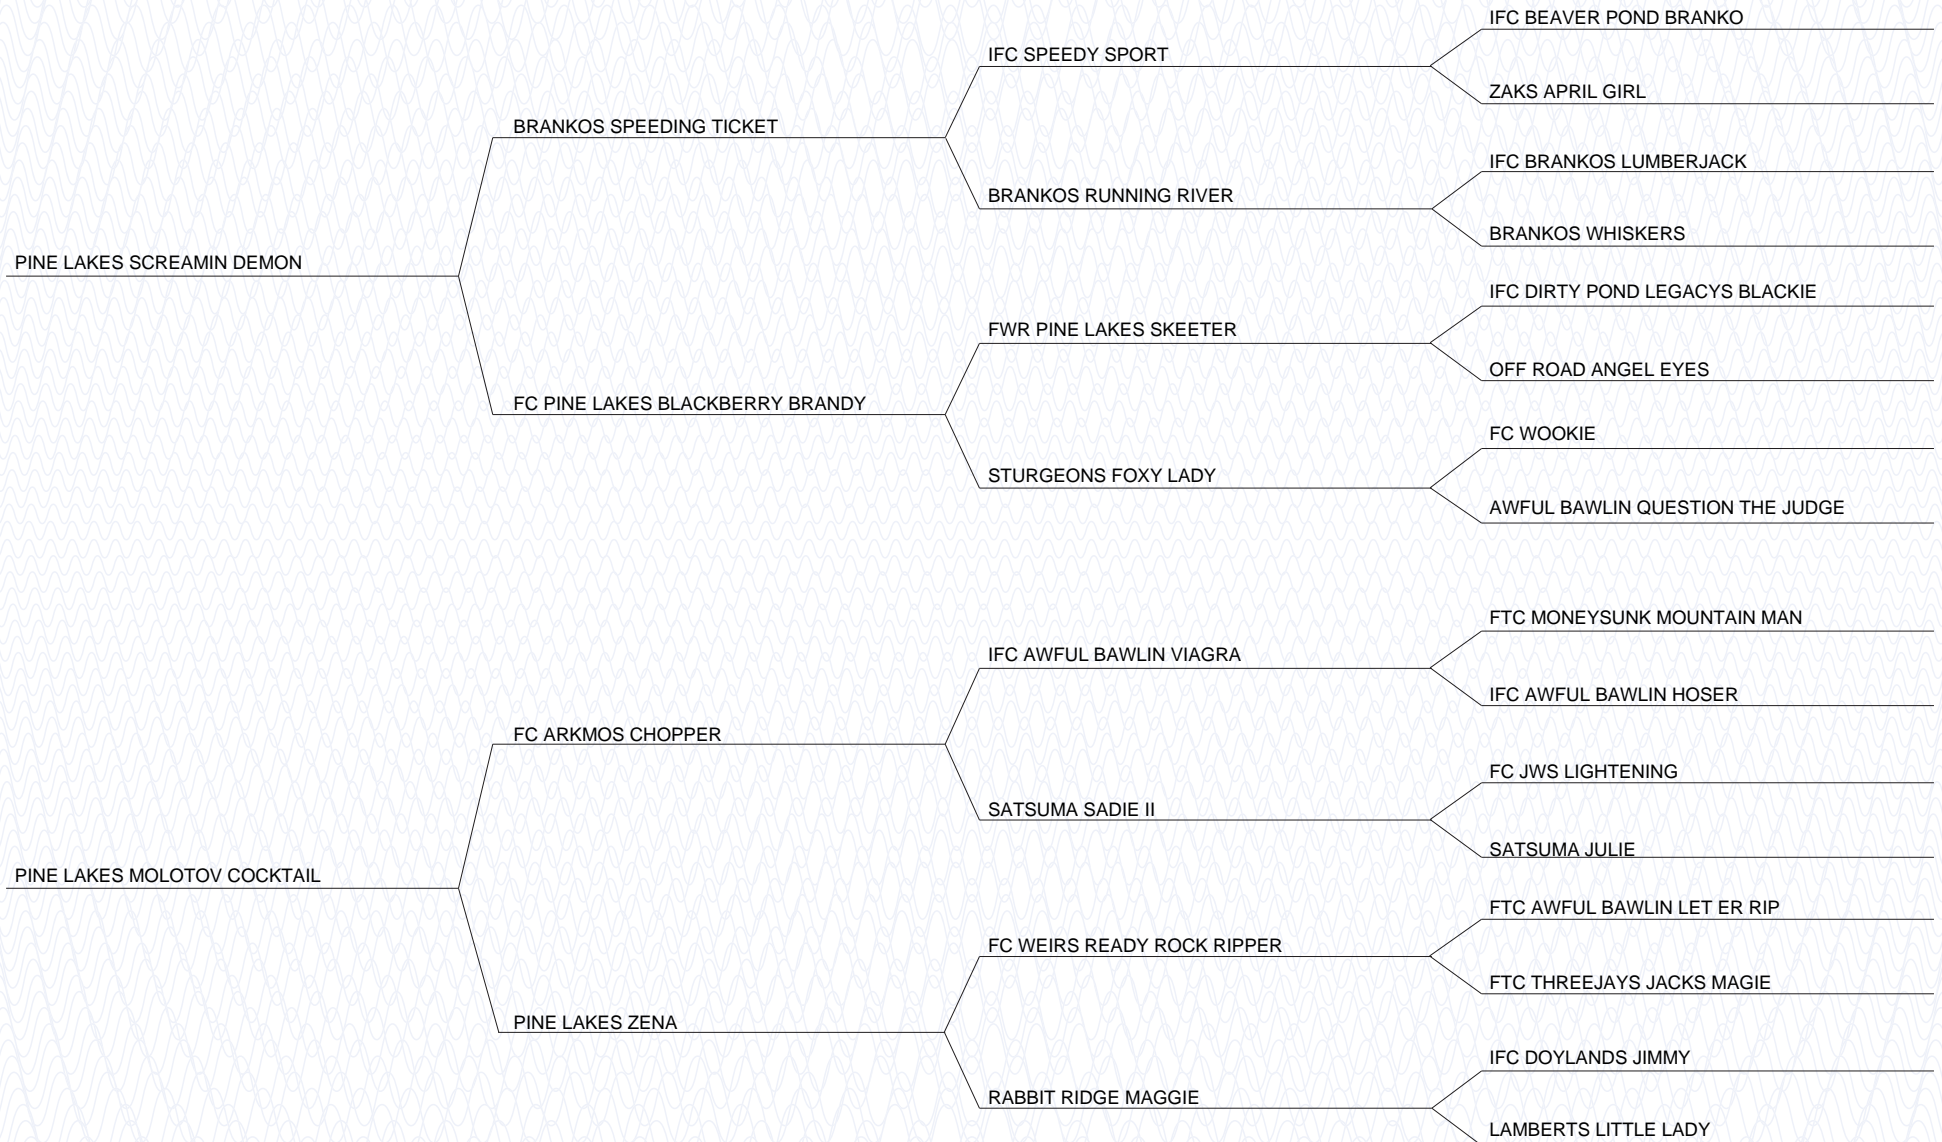 IFC BEAVER POND BRANKO
IFC SPEEDY SPORT
ZAKS APRIL GIRL
BRANKOS SPEEDING TICKET
IFC BRANKOS LUMBERJACK
BRANKOS RUNNING RIVER
BRANKOS WHISKERS
PINE LAKES SCREAMIN DEMON
IFC DIRTY POND LEGACYS BLACKIE
FWR PINE LAKES SKEETER
OFF ROAD ANGEL EYES
FC PINE LAKES BLACKBERRY BRANDY
FC WOOKIE
STURGEONS FOXY LADY
AWFUL BAWLIN QUESTION THE JUDGE
FTC MONEYSUNK MOUNTAIN MAN
IFC AWFUL BAWLIN VIAGRA
IFC AWFUL BAWLIN HOSER
FC ARKMOS CHOPPER
FC JWS LIGHTENING
SATSUMA SADIE II
SATSUMA JULIE
PINE LAKES MOLOTOV COCKTAIL
FTC AWFUL BAWLIN LET ER RIP
FC WEIRS READY ROCK RIPPER
FTC THREEJAYS JACKS MAGIE
PINE LAKES ZENA
IFC DOYLANDS JIMMY
RABBIT RIDGE MAGGIE
LAMBERTS LITTLE LADY